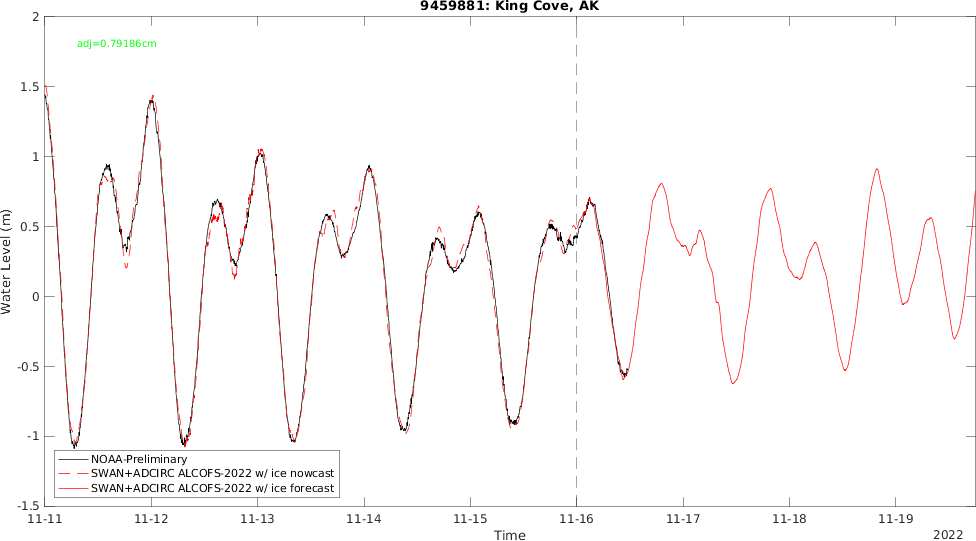 9459881: King Cove, AK
adj=0.79186cm
Water Level (m)
2
1.5
1
0.5
0
-0.5
-1
-1.5
NOAA-Preliminary
SWAN+ADCIRC ALCOFS-2022 w/ ice nowcast
SWAN+ADCIRC ALCOFS-2022 w/ ice forecast
11-11 11-12 11-13 11-14 11-15 11-16 11-17 11-18 11-19
Time
2022